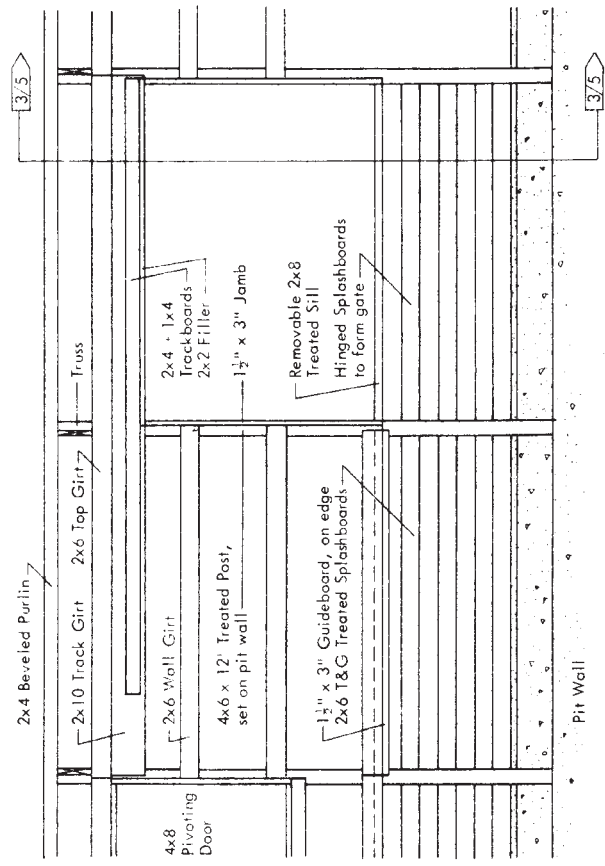 3/5
2x4 Beveled Purlin
Truss
2x10 Track Girt
2x6 Top Girt
2x4 + 1x4
Trackboards
2x2 Filler
2x6 Wall Girt
4x8
Pivoting
Door
4x6 x 12' Treated Post,
set on pit wall
1½" x 3" Jamb
Removable 2x8
Treated Sill
1½" x 3" Guideboard, on edge
2x6 T&G Treated Splashboards
Hinged Splashboards
to form gate
Pit Wall
3/5